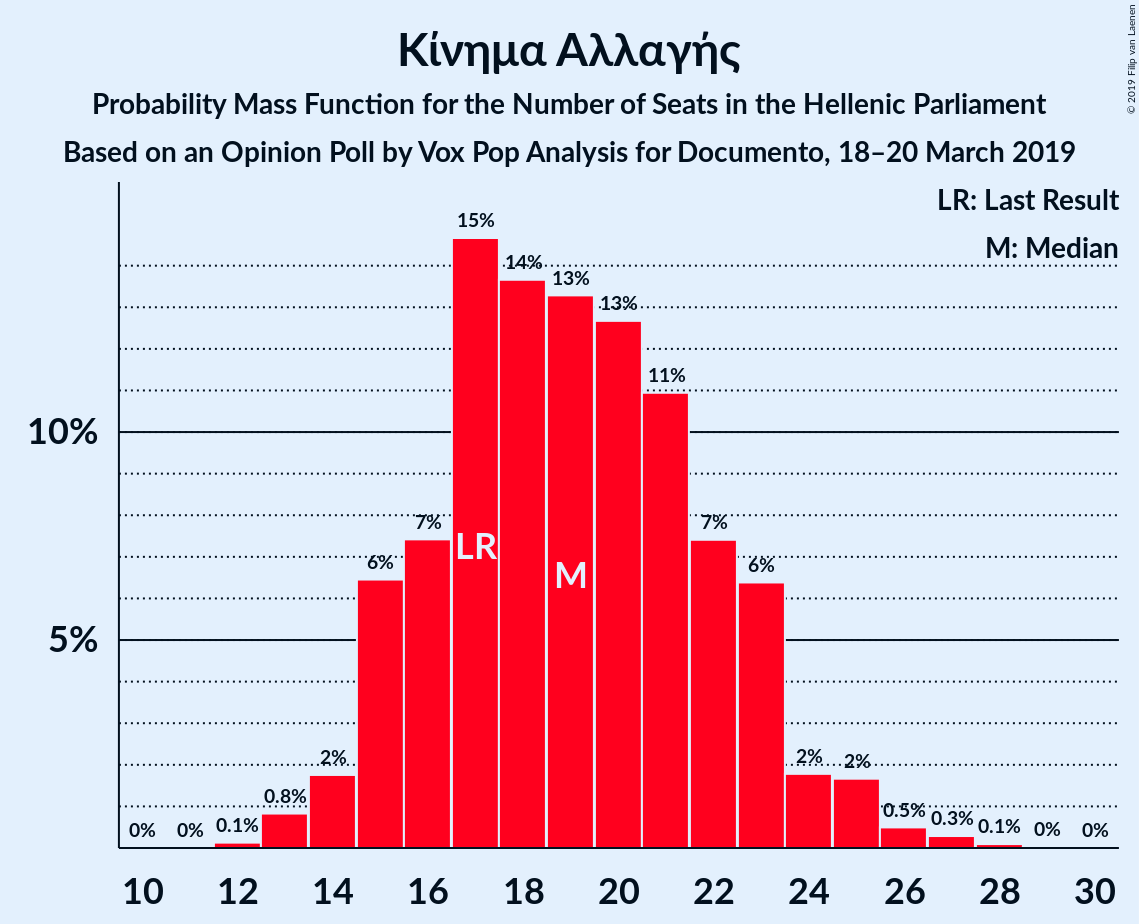 Κίνημα Αλλαγής
Probability Mass Function for the Number of Seats in the Hellenic Parliament
Based on an Opinion Poll by Vox Pop Analysis for Documento, 18–20 March 2019
© 2019 Filip van Laenen
LR: Last Result
M: Median
10%
5%
0%
0%
0.1%
0.8%
2%
6%
7%
15%
14%
13%
13%
11%
7%
6%
2%
2%
0.5%
0.3%
0.1%
0%
0%
LR
M
10 12 14 16 18 20 22 24 26 28 30